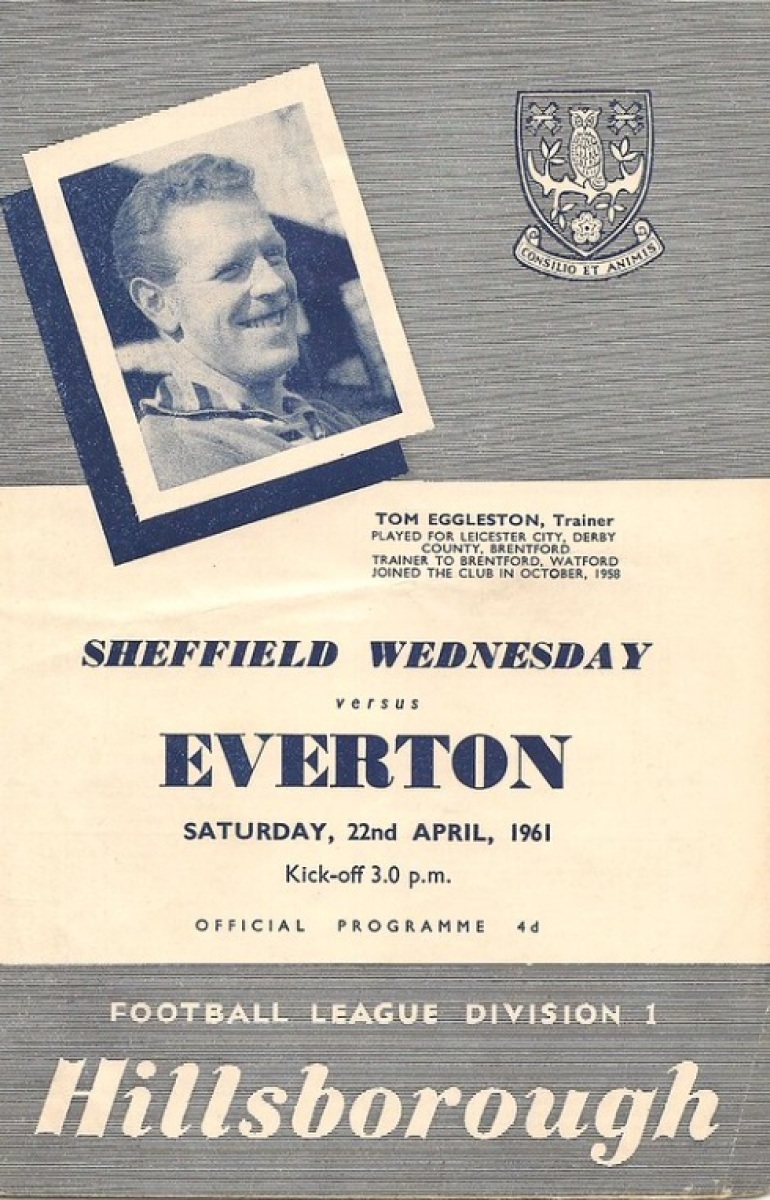 CONSILIO ET ANIMIS
TOM EGGLESTON, Trainer
PLAYED FOR LEICESTER CITY, DERBY
COUNTY, BRENTFORD
TRAINER TO BRENTFORD, WATFORD
JOINED THE CLUB IN OCTOBER, 1958
SHEFFIELD WEDNESDAY
versus
EVERTON
SATURDAY, 22nd APRIL, 1961
Kick-off 3.0 p.m.
OFFICIAL PROGRAMME 4d
FOOTBALL LEAGUE DIVISION 1
Hillsborough